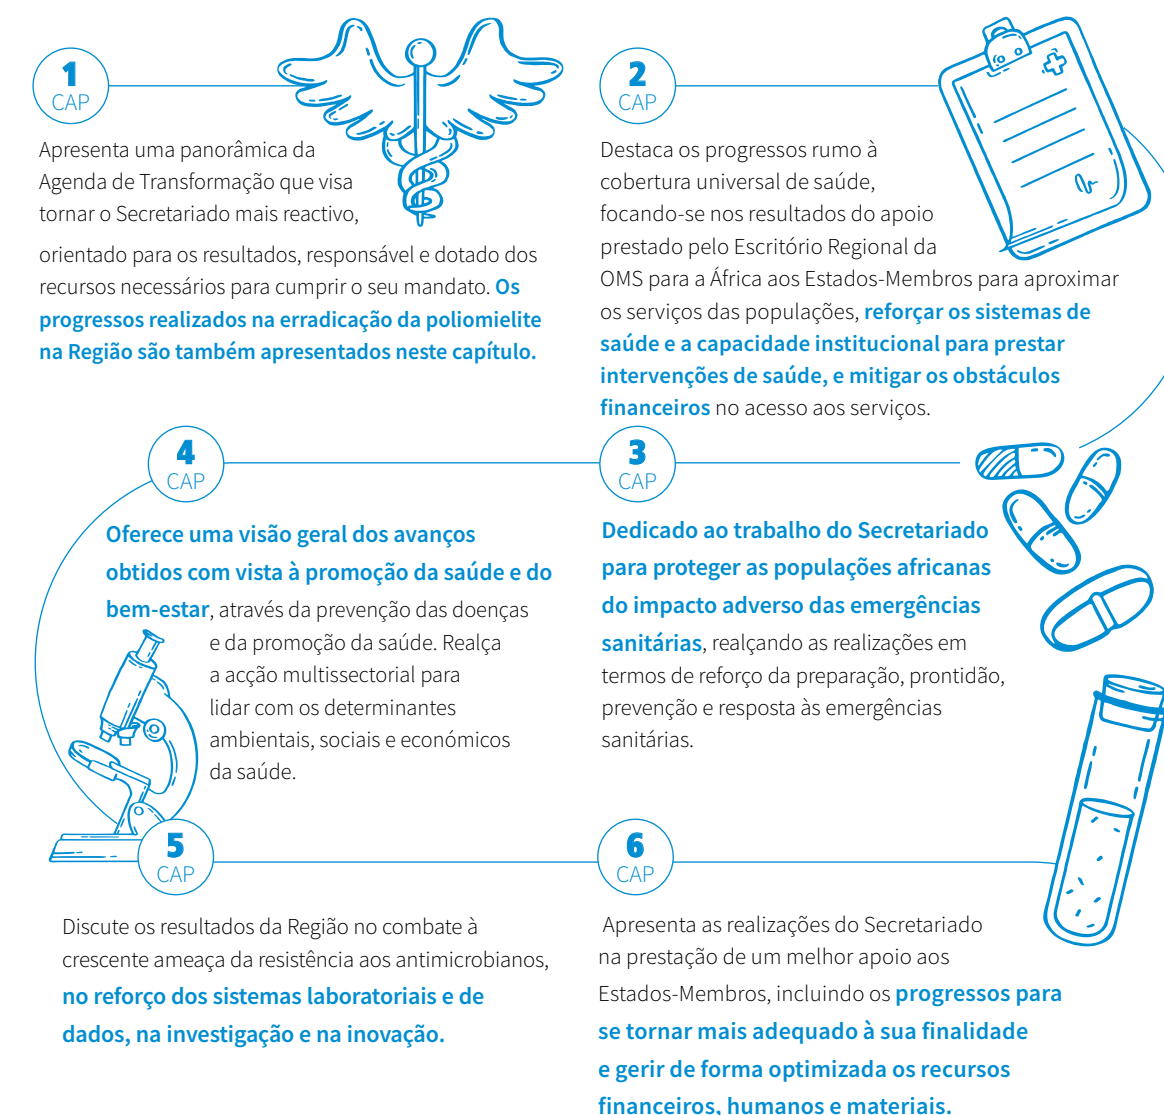 1
CAP
Apresenta uma panorâmica da
Agenda de Transformação que visa
tornar o Secretariado mais reactivo,
orientado para os resultados, responsável e dotado dos
recursos necessários para cumprir o seu mandato. Os
progressos realizados na erradicação da poliomielite
na Região são também apresentados neste capítulo.
2
CAP
Destaca os progressos rumo à
cobertura universal de saúde,
focando-se nos resultados do apoio
prestado pelo Escritório Regional da
OMS para a África aos Estados-Membros para aproximar
os serviços das populações, reforçar os sistemas de
saúde e a capacidade institucional para prestar
intervenções de saúde, e mitigar os obstáculos
financeiros no acesso aos serviços.
3
CAP
Dedicado ao trabalho do Secretariado
para proteger as populações africanas
do impacto adverso das emergências
sanitárias, realçando as realizações em
termos de reforço da preparação, prontidão,
prevenção e resposta às emergências
sanitárias.
4
CAP
Oferece uma visão geral dos avanços
obtidos com vista à promoção da saúde e do
bem-estar, através da prevenção das doenças
e da promoção da saúde. Realça
a acção multissectorial para
lidar com os determinantes
ambientais, sociais e económicos
da saúde.
5
CAP
Discute os resultados da Região no combate à
crescente ameaça da resistência aos antimicrobianos,
no reforço dos sistemas laboratoriais e de
dados, na investigação e na inovação.
6
CAP
Apresenta as realizações do Secretariado
na prestação de um melhor apoio aos
Estados-Membros, incluindo os progressos para
se tornar mais adequado à sua finalidade
e gerir de forma optimizada os recursos
financeiros, humanos e materiais.